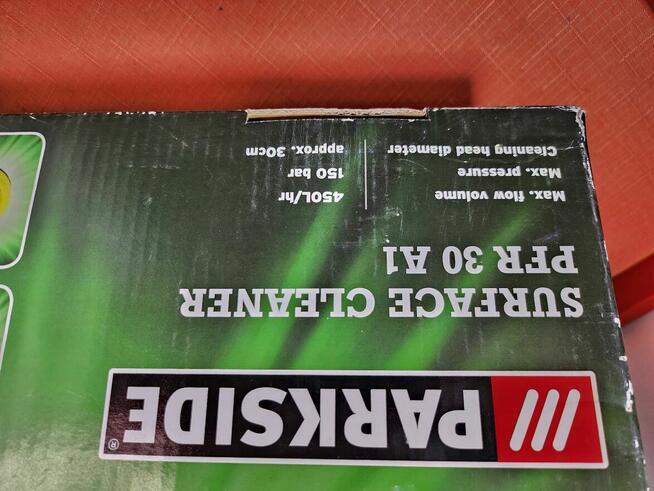 PARKSIDE®
SURFACE CLEANER
PFR 30 A1
Max. flow volume 450L/hr
Max. pressure 150 bar
Cleaning head diameter approx. 30cm